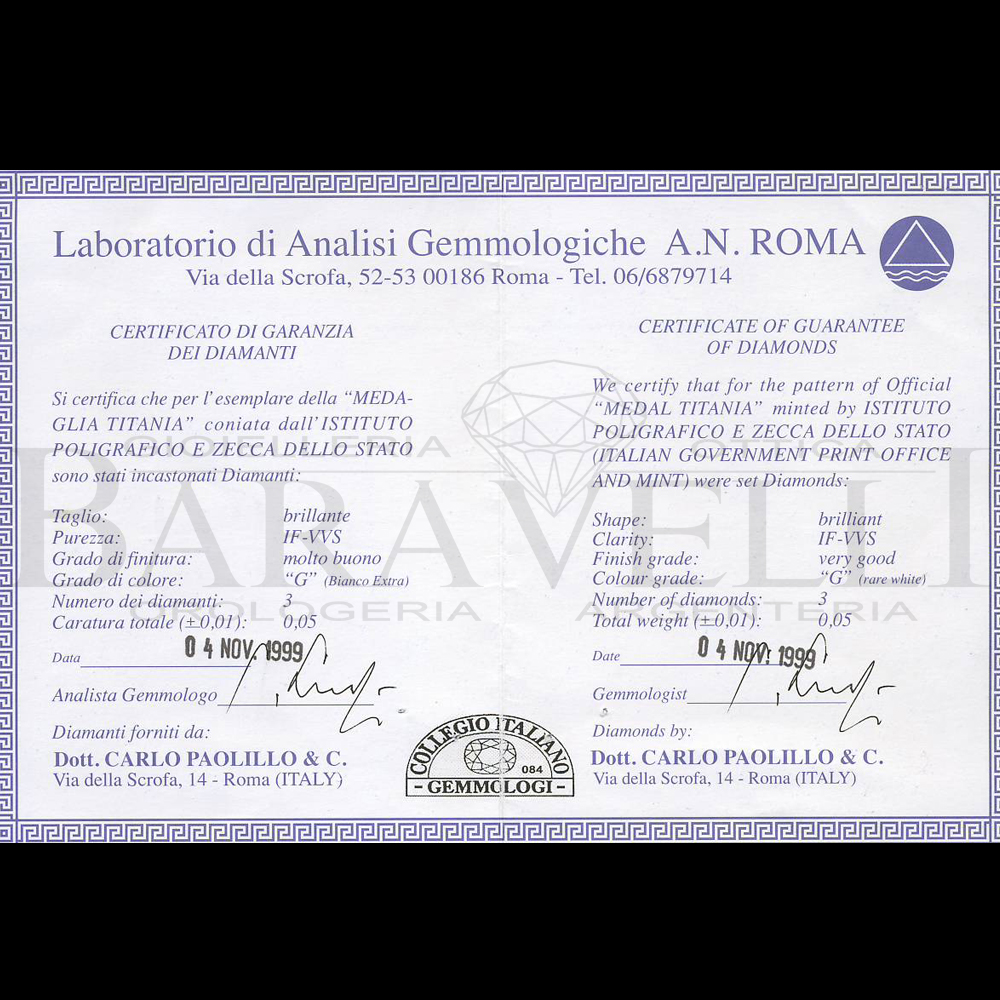 Laboratorio di Analisi Gemmologiche A.N. ROMA
Via della Scrofa, 52-53 00186 Roma - Tel. 06/6879714
CERTIFICATO DI GARANZIA
DEI DIAMANTI
Si certifica che per l'esemplare della “MEDA-
GLIA TITANIA” coniata dall'ISTITUTO
POLIGRAFICO E ZECCA DELLO STATO
sono stati incastonati Diamanti:
Taglio: brillante
Purezza: IF-VVS
Grado di finitura: molto buono
Grado di colore: “G” (Bianco Extra)
Numero dei diamanti: 3
Caratura totale (±0,01): 0,05
Data 04 NOV. 1999
Analista Gemmologo
Diamanti forniti da:
Dott. CARLO PAOLILLO & C.
Via della Scrofa, 14 - Roma (ITALY)
CERTIFICATE OF GUARANTEE
OF DIAMONDS
We certify that for the pattern of Official
“MEDAL TITANIA” minted by ISTITUTO
POLIGRAFICO E ZECCA DELLO STATO
(ITALIAN GOVERNMENT PRINT OFFICE
AND MINT) were set Diamonds:
Shape: brilliant
Clarity: IF-VVS
Finish grade: very good
Colour grade: “G” (rare white)
Number of diamonds: 3
Total weight (±0,01): 0,05
Date 04 NOV. 1999
Gemmologist
Diamonds by:
Dott. CARLO PAOLILLO & C.
Via della Scrofa, 14 - Roma (ITALY)
COLLEGIO ITALIANO
084
- GEMMOLOGI -
GIOIELLERIA OTTICA
BARAVELLI
OROLOGERIA ARGENTERIA